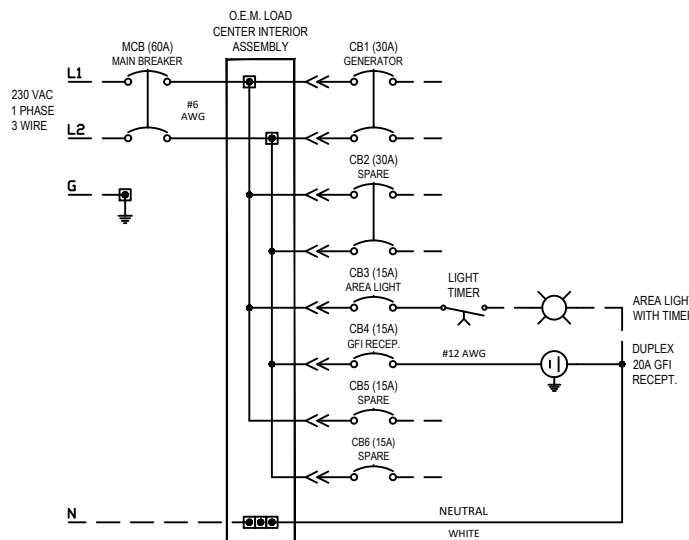 O.E.M. LOAD
CENTER INTERIOR
ASSEMBLY
MCB (60A)
MAIN BREAKER
CB1 (30A)
GENERATOR
L1
230 VAC
1 PHASE
3 WIRE
#6
AWG
L2
CB2 (30A)
SPARE
G
CB3 (15A)
AREA LIGHT
LIGHT
TIMER
AREA LIGHT
WITH TIMER
CB4 (15A)
GFI RECEP.
#12 AWG
DUPLEX
20A GFI
RECEPT.
CB5 (15A)
SPARE
CB6 (15A)
SPARE
N
NEUTRAL
WHITE